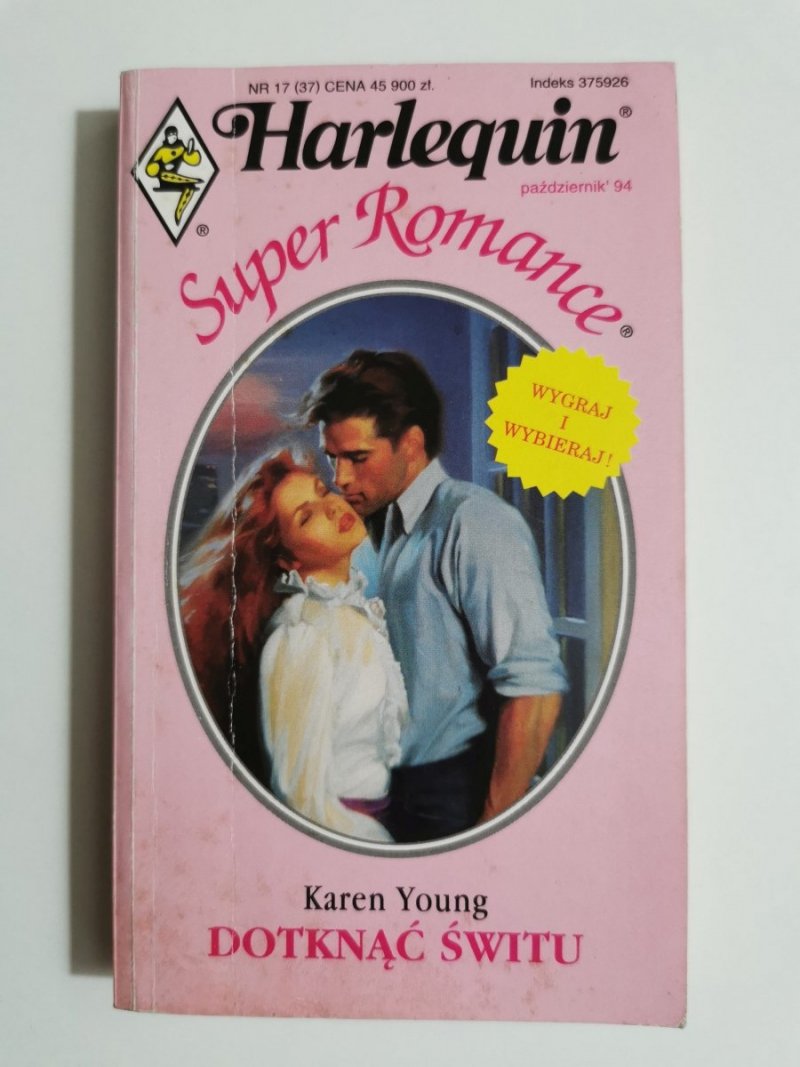 NR 17 (37) CENA 45 900 zł.
Indeks 375926
Harlequin®
październik' 94
®
Super Romance®
WYGRAJ
I
WYBIERAJ!
Karen Young
DOTKNĄĆ ŚWITU